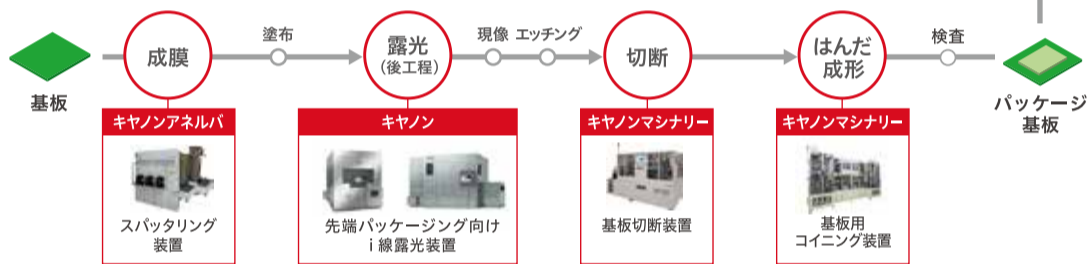 基板
成膜
塗布
露光
（後工程）
現像 エッチング
切断
はんだ
成形
検査
パッケージ
基板
キヤノンアネルバ
スパッタリング
装置
キヤノン
先端パッケージング向け
i 線露光装置
キヤノンマシナリー
基板切断装置
キヤノンマシナリー
基板用
コイニング装置